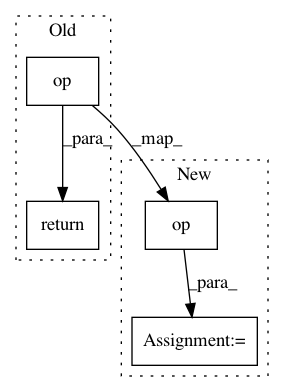 Old
op
_para_
_map_
New
return
op
_para_
Assignment:=